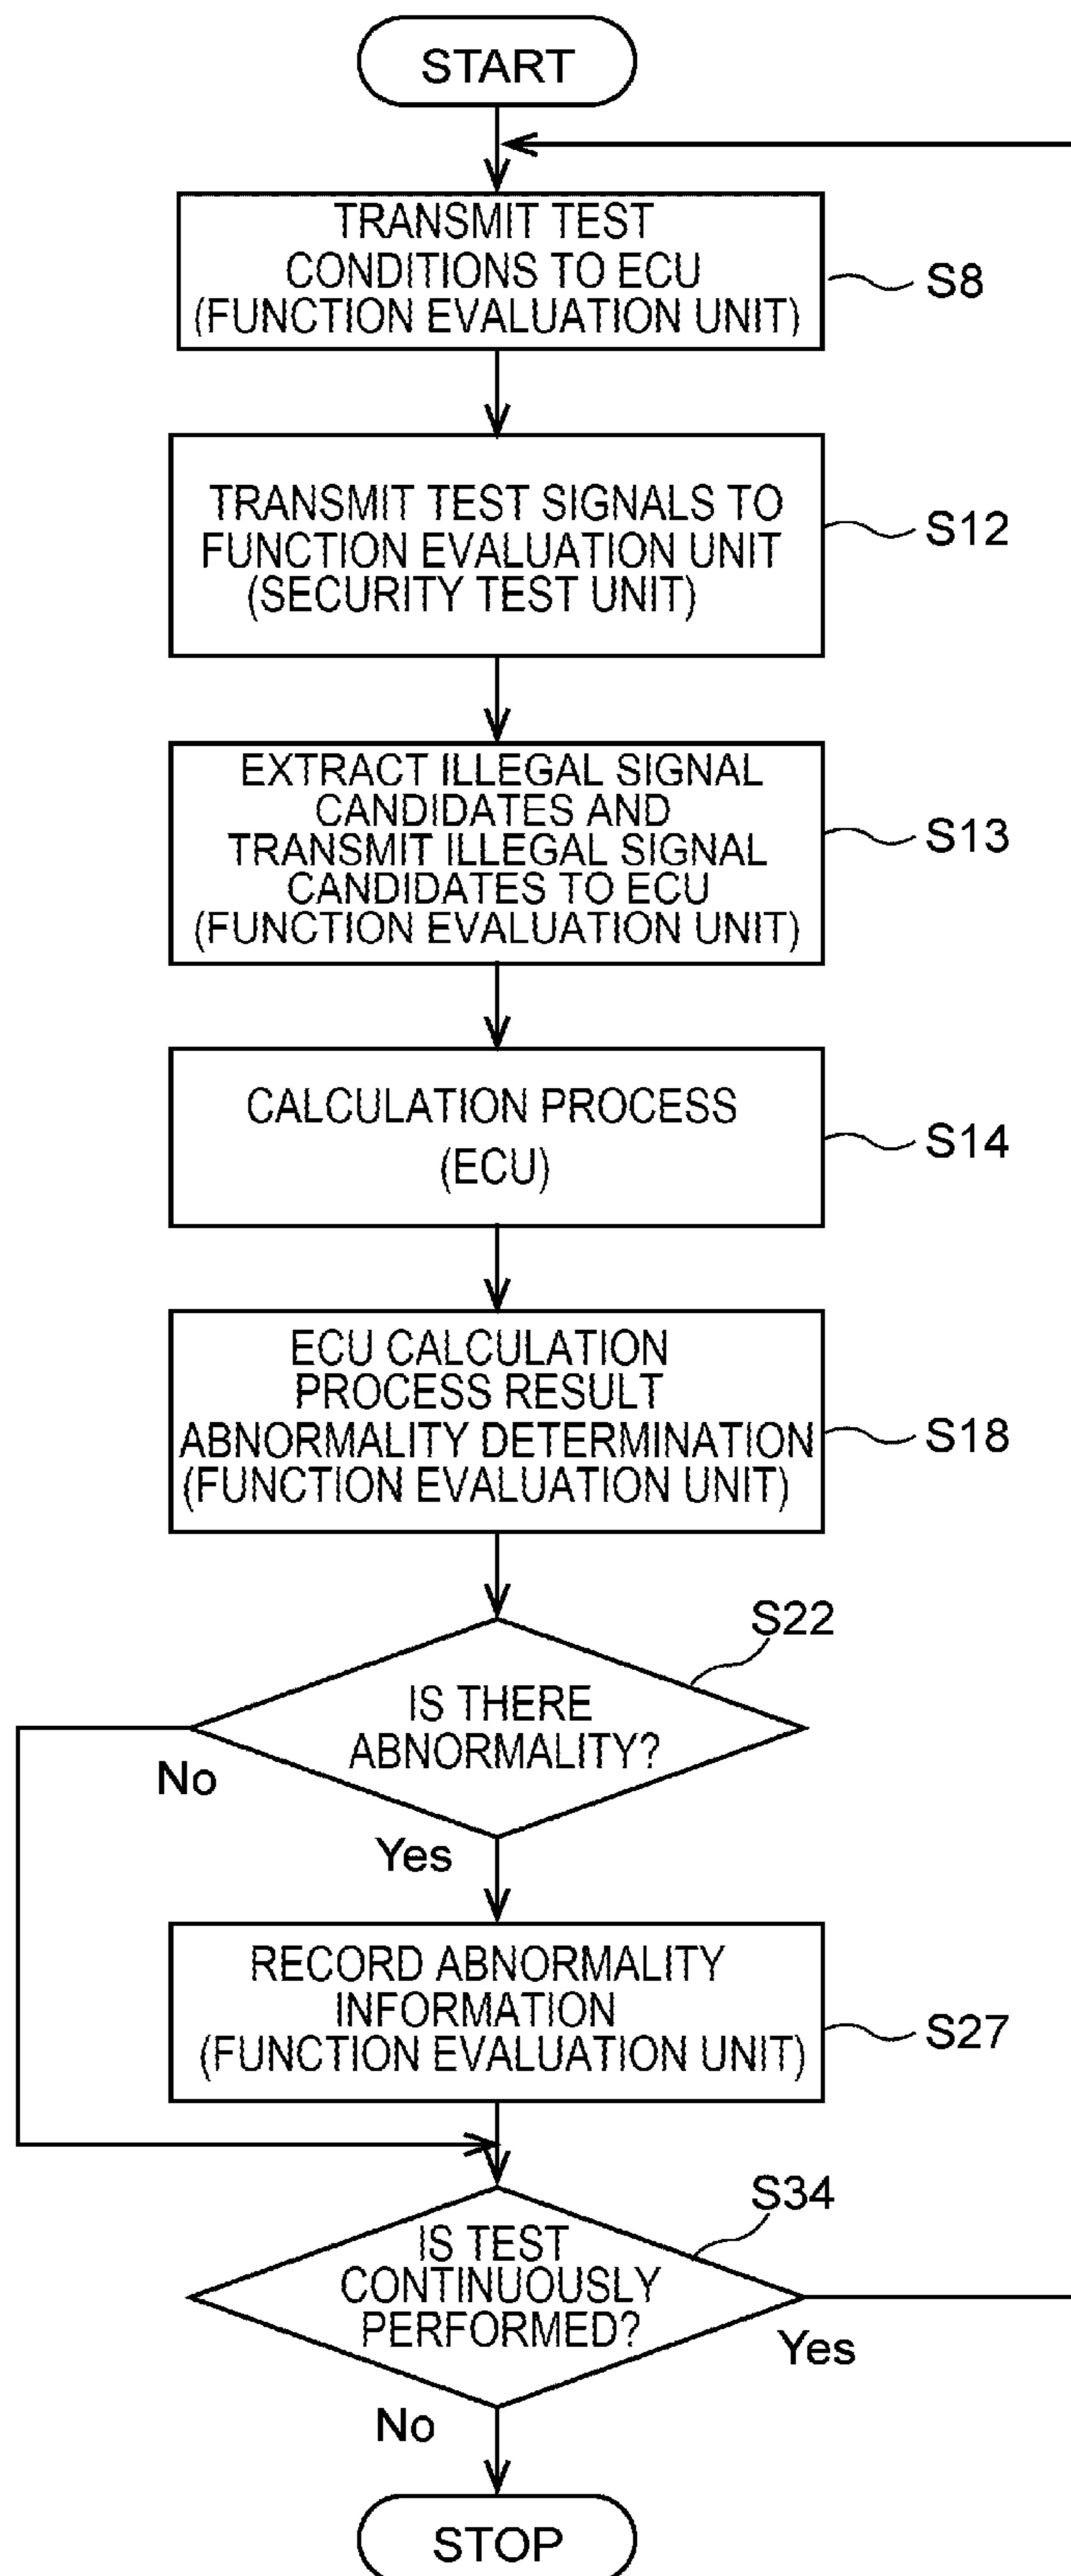 START
TRANSMIT TEST
CONDITIONS TO ECU
(FUNCTION EVALUATION UNIT)
S8
TRANSMIT TEST SIGNALS TO
FUNCTION EVALUATION UNIT
(SECURITY TEST UNIT)
S12
EXTRACT ILLEGAL SIGNAL
CANDIDATES AND
TRANSMIT ILLEGAL SIGNAL
CANDIDATES TO ECU
(FUNCTION EVALUATION UNIT)
S13
CALCULATION PROCESS
(ECU)
S14
ECU CALCULATION
PROCESS RESULT
ABNORMALITY DETERMINATION
(FUNCTION EVALUATION UNIT)
S18
S22
IS THERE
ABNORMALITY?
No
Yes
RECORD ABNORMALITY
INFORMATION
(FUNCTION EVALUATION UNIT)
S27
S34
IS TEST
CONTINUOUSLY
PERFORMED?
Yes
No
STOP